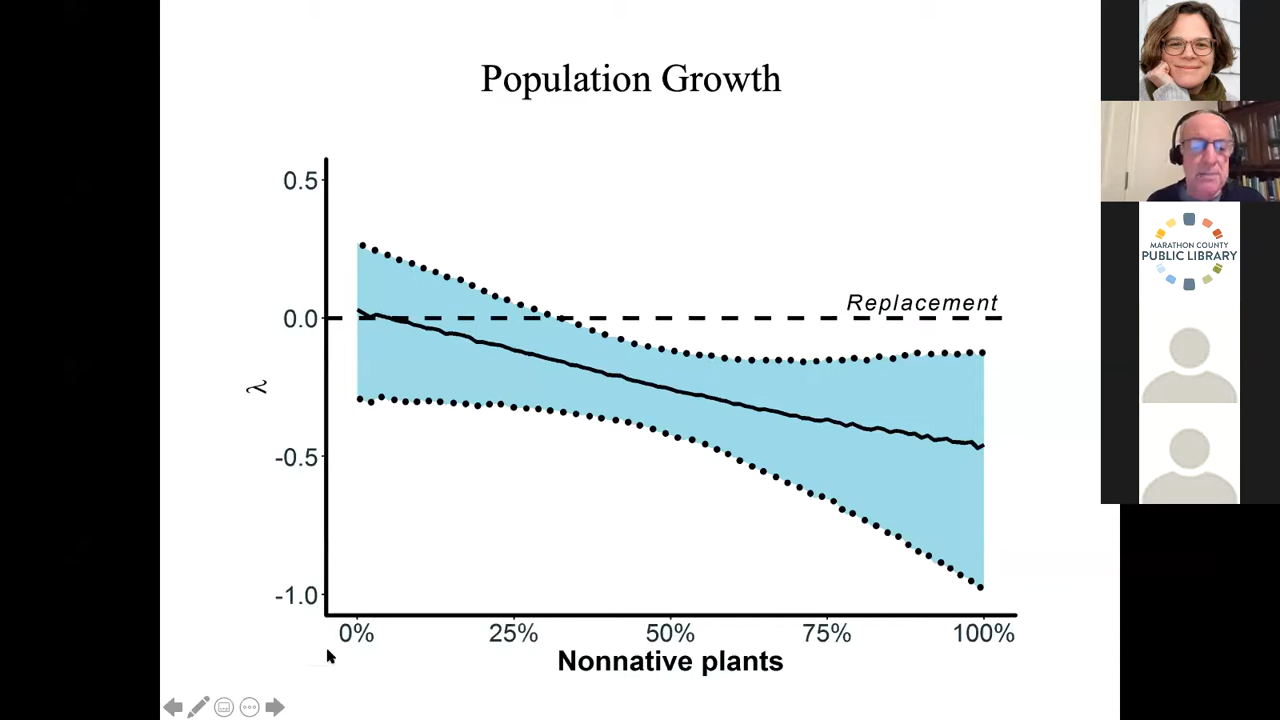 Population Growth
0.5
Replacement
0.0
λ
-0.5
-1.0
0%
25%
50%
75%
100%
Nonnative plants
MARATHON COUNTY
PUBLIC LIBRARY